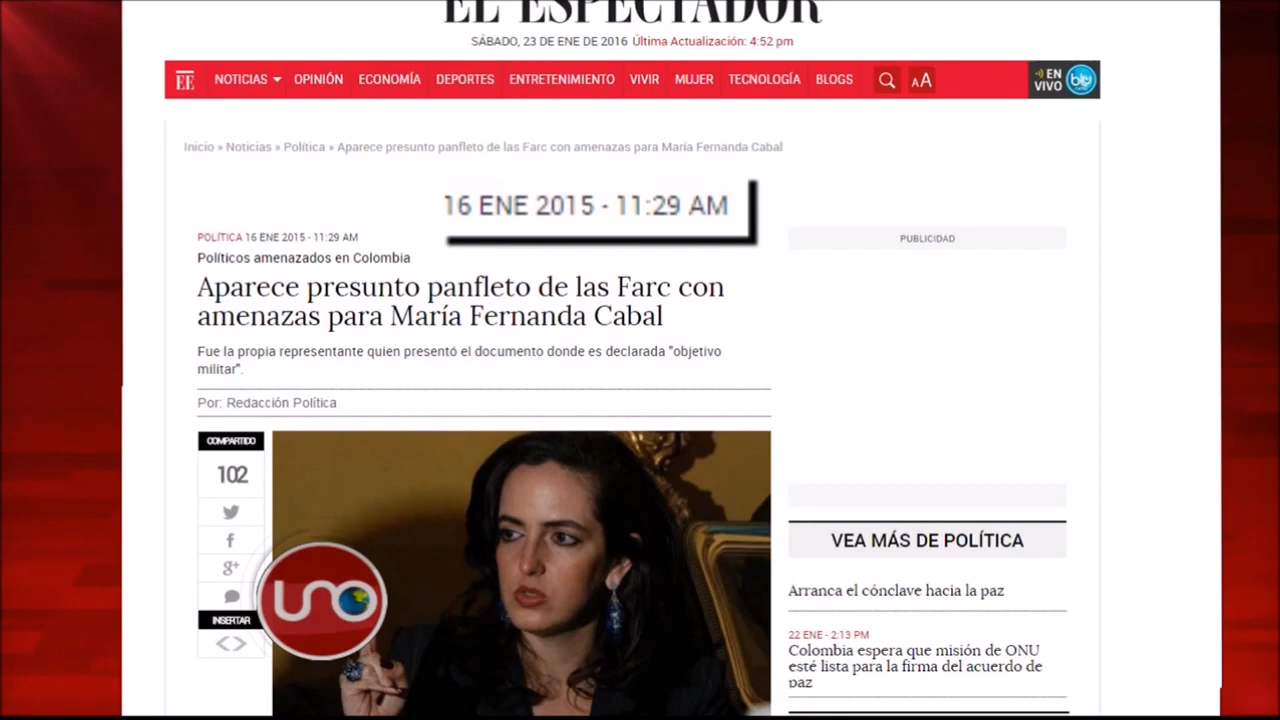 EL ESPECTADOR
SÁBADO, 23 DE ENE DE 2016 Última Actualización: 4:52 pm
EE NOTICIAS OPINIÓN ECONOMÍA DEPORTES ENTRETENIMIENTO VIVIR MUJER TECNOLOGÍA BLOGS AA EN VIVO blu
Inicio » Noticias » Política » Aparece presunto panfleto de las Farc con amenazas para María Fernanda Cabal
16 ENE 2015 - 11:29 AM
POLÍTICA 16 ENE 2015 - 11:29 AM
Políticos amenazados en Colombia
Aparece presunto panfleto de las Farc con
amenazas para María Fernanda Cabal
Fue la propia representante quien presentó el documento donde es declarada "objetivo
militar".
Por: Redacción Política
COMPARTIDO
102
g+
INSERTAR
UNO
PUBLICIDAD
VEA MÁS DE POLÍTICA
Arranca el cónclave hacia la paz
22 ENE - 2:13 PM
Colombia espera que misión de ONU
esté lista para la firma del acuerdo de
paz